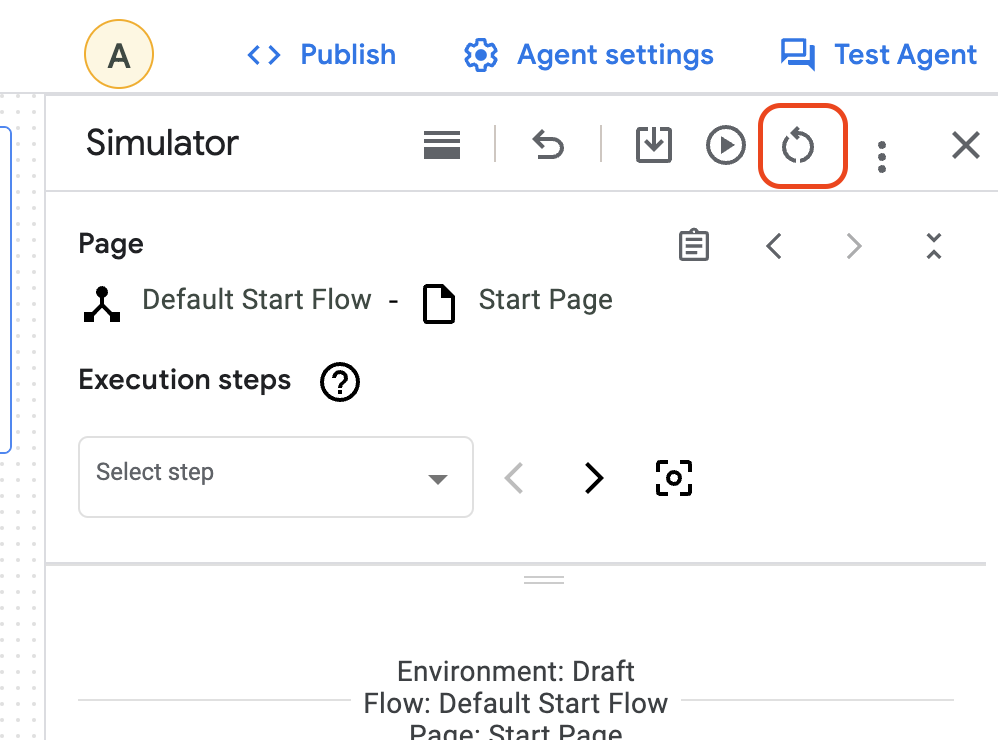 A Publish Agent settings Test Agent
Simulator
Page
Default Start Flow - Start Page
Execution steps
Select step
Environment: Draft
Flow: Default Start Flow
Page: Start Page